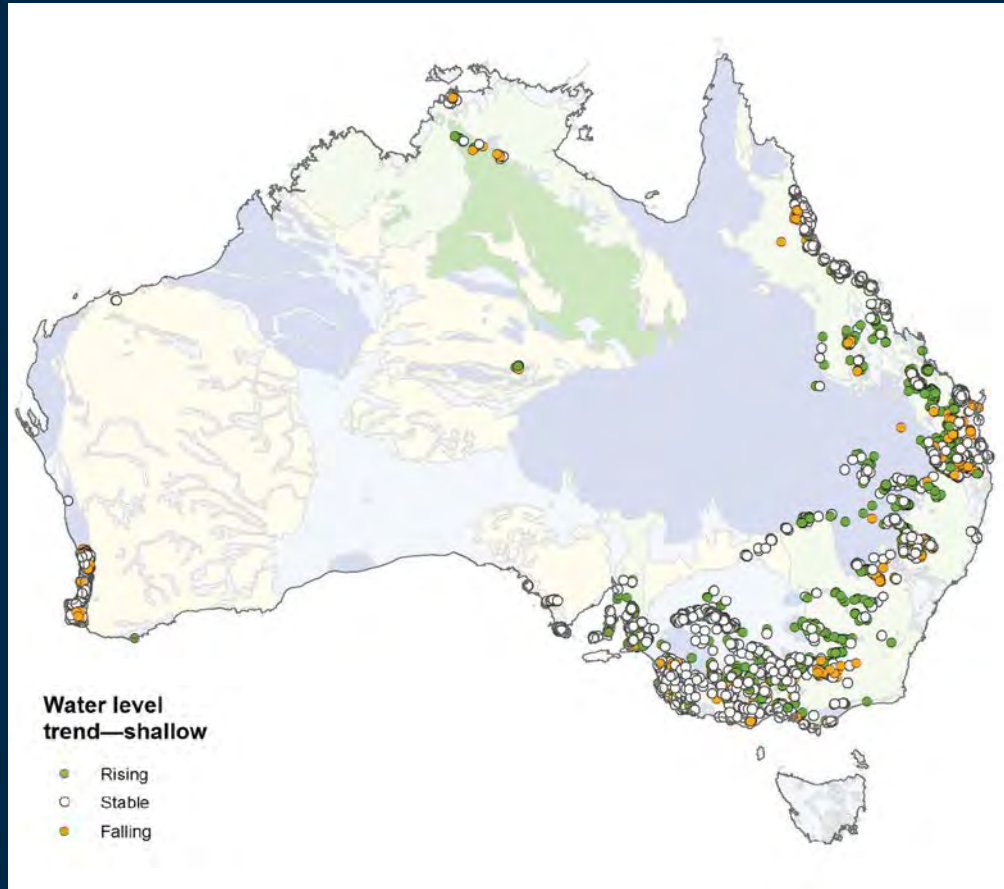 Water level
trend—shallow
Rising
Stable
Falling